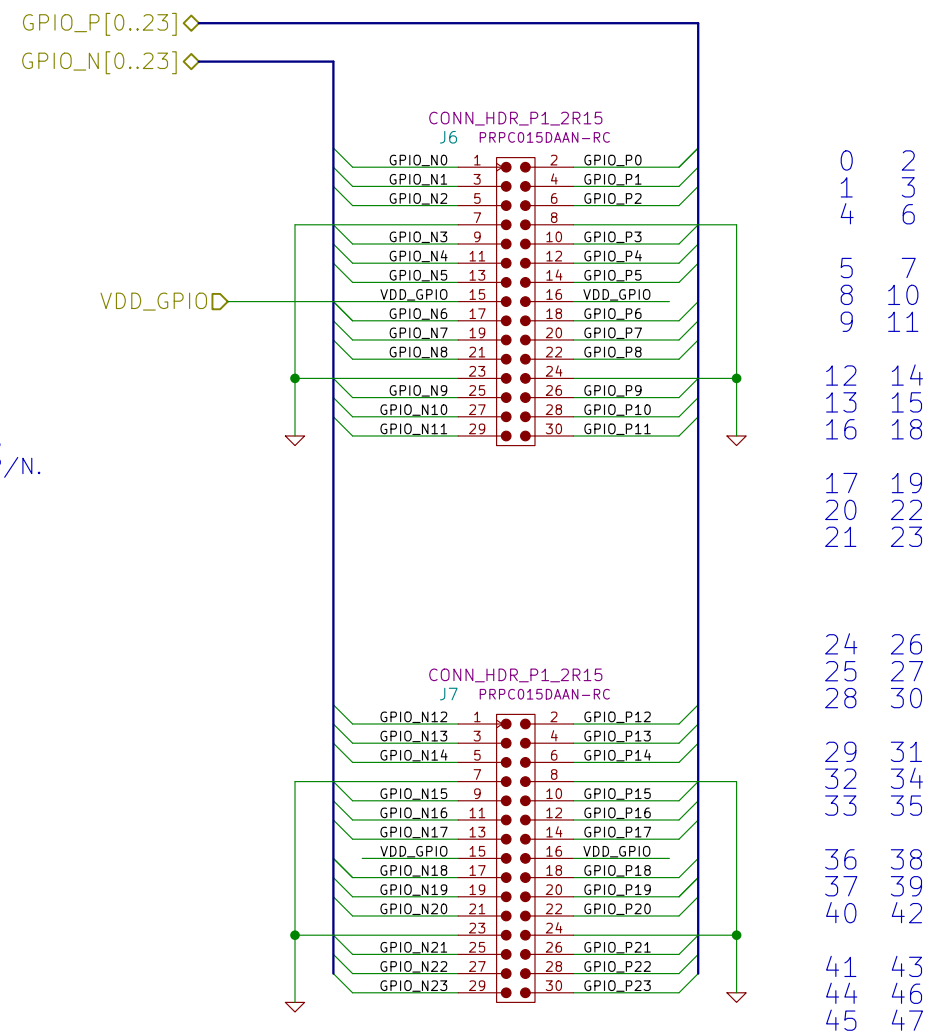 GPIO_P[0..23]
GPIO_N[0..23]
CONN_HDR_P1_2R15
J6 PRPC015DAAN-RC
GPIO_N0 1 2 GPIO_P0
GPIO_N1 3 4 GPIO_P1
GPIO_N2 5 6 GPIO_P2
7 8
GPIO_N3 9 10 GPIO_P3
GPIO_N4 11 12 GPIO_P4
GPIO_N5 13 14 GPIO_P5
VDD_GPIO
VDD_GPIO 15 16 VDD_GPIO
GPIO_N6 17 18 GPIO_P6
GPIO_N7 19 20 GPIO_P7
GPIO_N8 21 22 GPIO_P8
23 24
GPIO_N9 25 26 GPIO_P9
GPIO_N10 27 28 GPIO_P10
GPIO_N11 29 30 GPIO_P11
/N.
CONN_HDR_P1_2R15
J7 PRPC015DAAN-RC
GPIO_N12 1 2 GPIO_P12
GPIO_N13 3 4 GPIO_P13
GPIO_N14 5 6 GPIO_P14
7 8
GPIO_N15 9 10 GPIO_P15
GPIO_N16 11 12 GPIO_P16
GPIO_N17 13 14 GPIO_P17
VDD_GPIO 15 16 VDD_GPIO
GPIO_N18 17 18 GPIO_P18
GPIO_N19 19 20 GPIO_P19
GPIO_N20 21 22 GPIO_P20
23 24
GPIO_N21 25 26 GPIO_P21
GPIO_N22 27 28 GPIO_P22
GPIO_N23 29 30 GPIO_P23
0 2
1 3
4 6
5 7
8 10
9 11
12 14
13 15
16 18
17 19
20 22
21 23
24 26
25 27
28 30
29 31
32 34
33 35
36 38
37 39
40 42
41 43
44 46
45 47